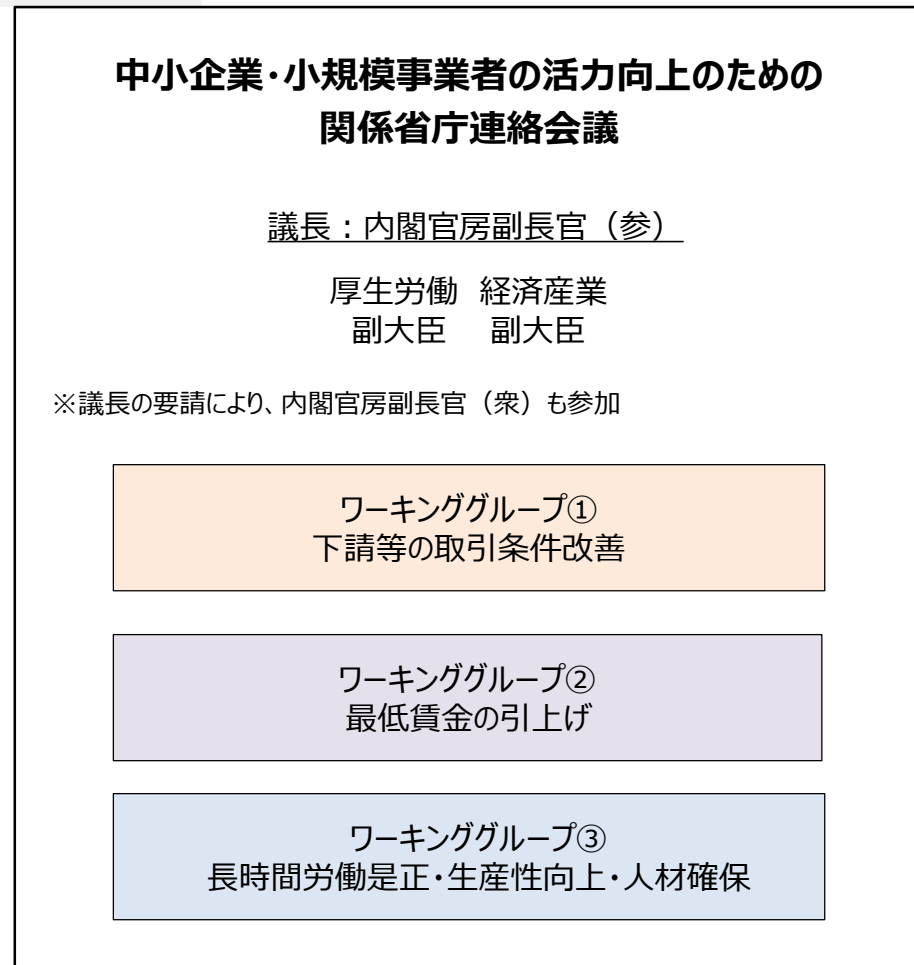 中小企業・小規模事業者の活力向上のための
関係省庁連絡会議
議長：内閣官房副長官（参）
厚生労働　経済産業
副大臣　副大臣
※議長の要請により、内閣官房副長官（衆）も参加
ワーキンググループ①
下請等の取引条件改善
ワーキンググループ②
最低賃金の引上げ
ワーキンググループ③
長時間労働是正・生産性向上・人材確保